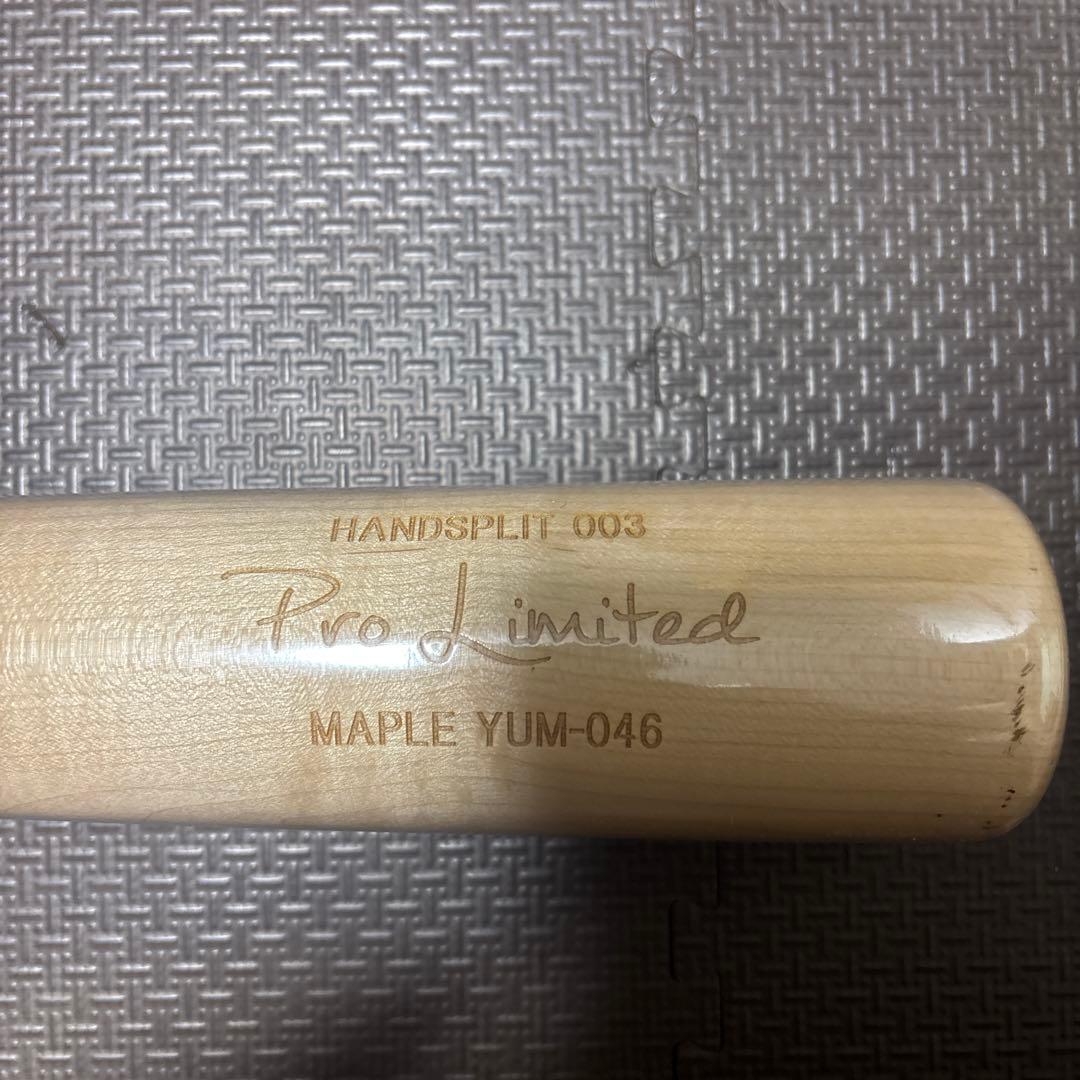 HANDSPLIT 003
Pro Limited
MAPLE YUM-046